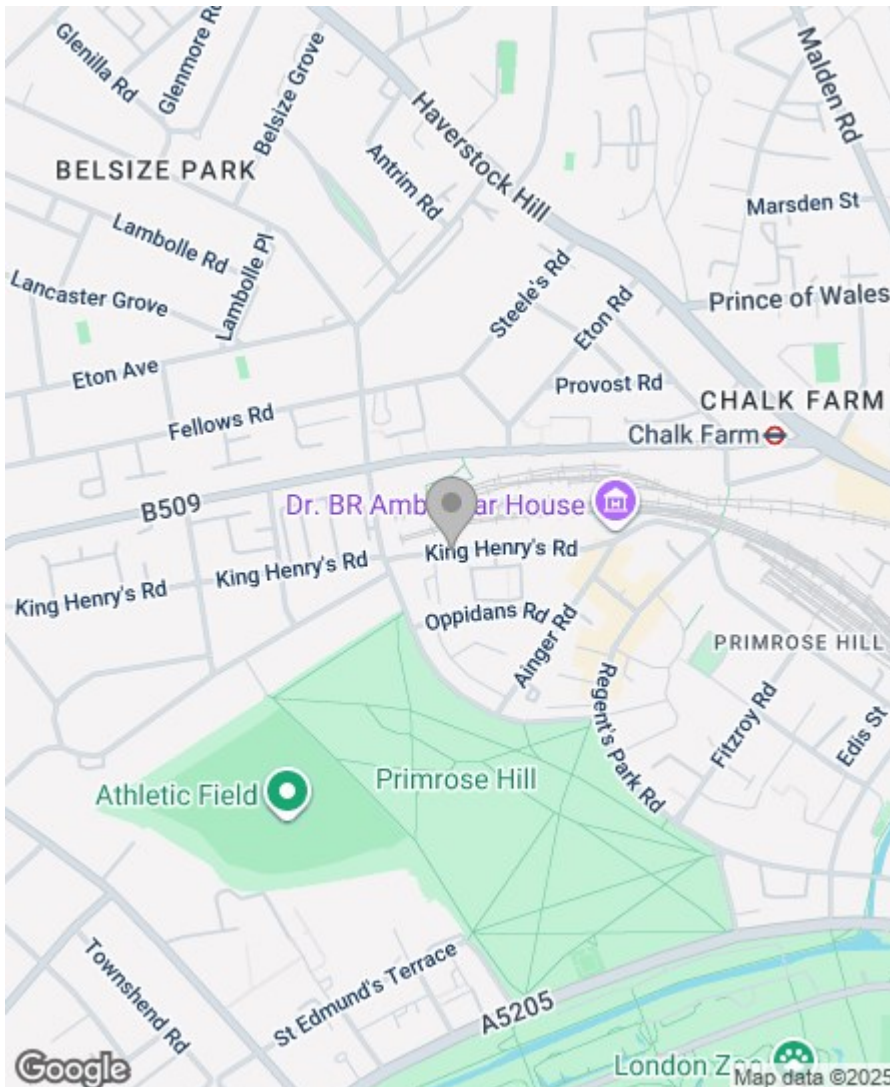 Glenilla Rd
Glenmore Rd
Belsize Grove
Haverstock Hill
Malden Rd
BELSIZE PARK
Antrim Rd
Marsden St
Lambolle Rd
Lambolle Pl
Lancaster Grove
Steele's Rd
Eton Rd
Prince of Wales
Eton Ave
Provost Rd
CHALK FARM
Fellows Rd
Chalk Farm
B509
Dr. BR Amb ar House
King Henry's Rd
King Henry's Rd
King Henry's Rd
Oppidans Rd
Ainger Rd
PRIMROSE HILL
Regent's Park Rd
Fitzroy Rd
Edis St
Athletic Field
Primrose Hill
Townshend Rd
St Edmund's Terrace
A5205
London Zoo
Google
Map data ©2025